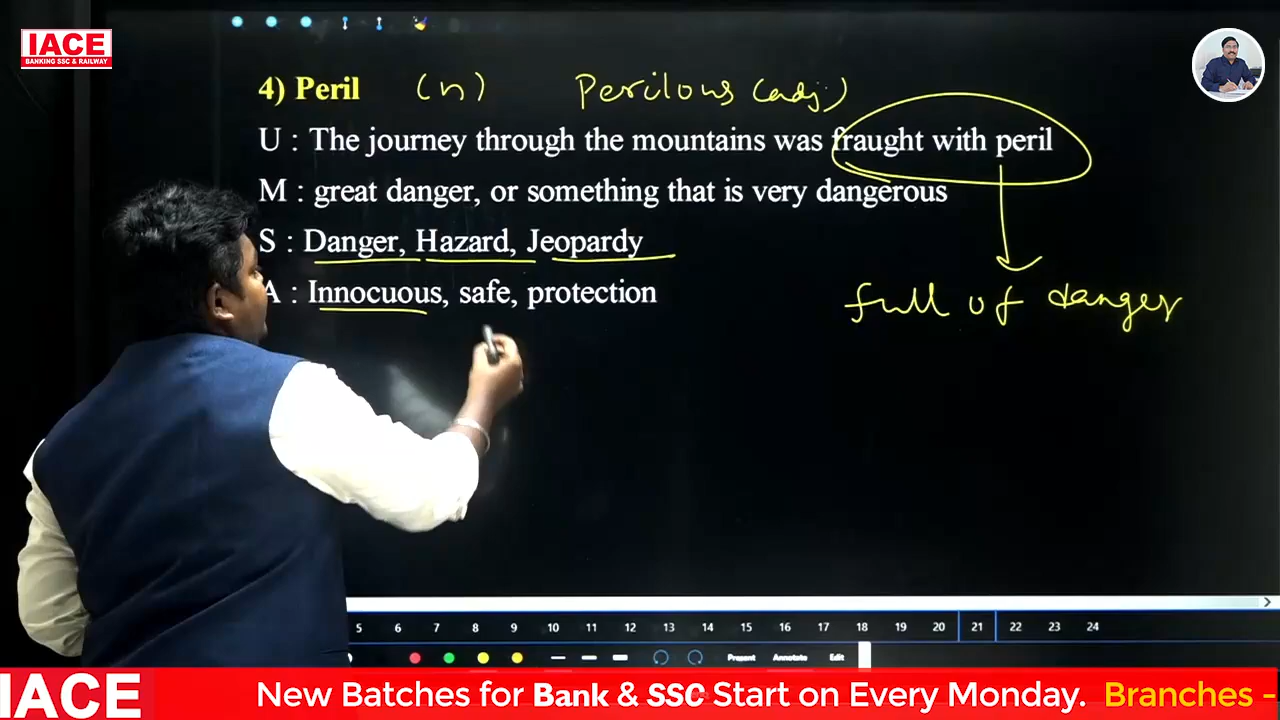 IACE
BANKING SSC & RAILWAY
4) Peril (n) Perilous (adj.)
U : The journey through the mountains was fraught with peril
M : great danger, or something that is very dangerous
S : Danger, Hazard, Jeopardy
A : Innocuous, safe, protection
full of danger
5 6 7 8 9 10 11 12 13 14 15 16 17 18 19 20 21 22 23 24
Present Annotate Edit
IACE New Batches for Bank & SSC Start on Every Monday. Branches -